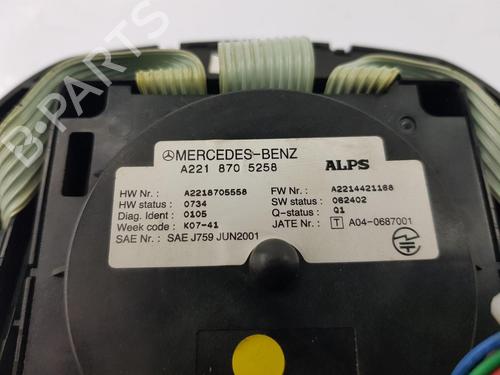 MERCEDES-BENZ
A221 870 5258
ALPS
HW Nr. : A2218705558 FW Nr. : A2214421168
HW status : 0734 SW status : 062402
Diag. Ident : 0105 Q-status : Q1
Week code : K07-41 JATE Nr. : T A04-0687001
SAE Nr. : SAE J759 JUN2001
B-PARTS